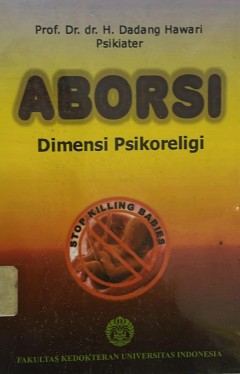 Prof. Dr. dr. H. Dadang Hawari
Psikiater
ABORSI
Dimensi Psikoreligi
STOP KILLING BABIES
FAKULTAS KEDOKTERAN UNIVERSITAS INDONESIA